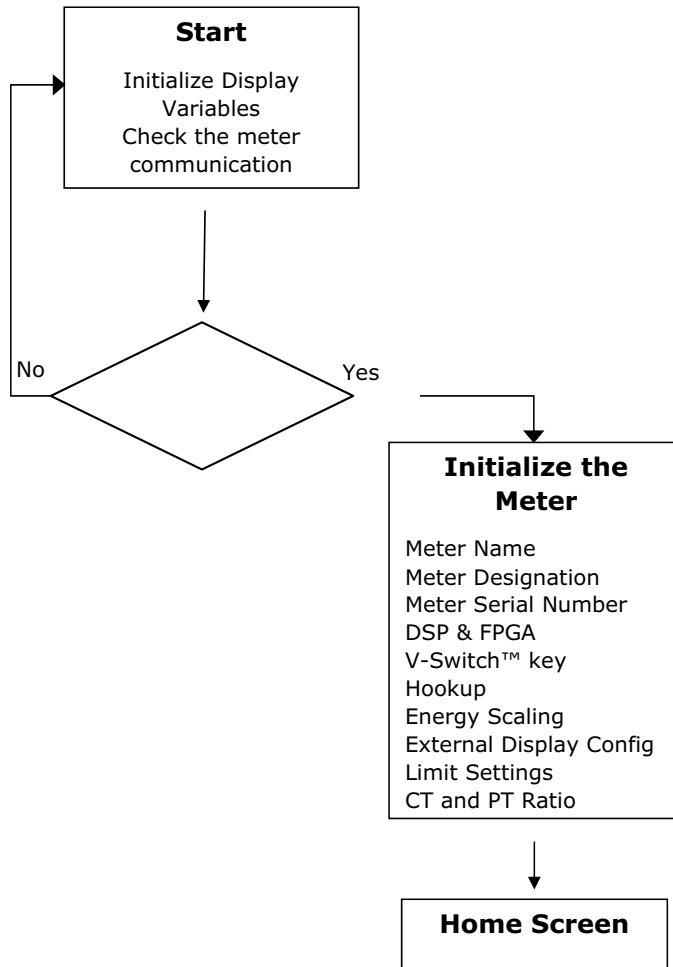 Start
Initialize Display
Variables
Check the meter
communication
No
Yes
Initialize the
Meter
Meter Name
Meter Designation
Meter Serial Number
DSP & FPGA
V-Switch™ key
Hookup
Energy Scaling
External Display Config
Limit Settings
CT and PT Ratio
Home Screen